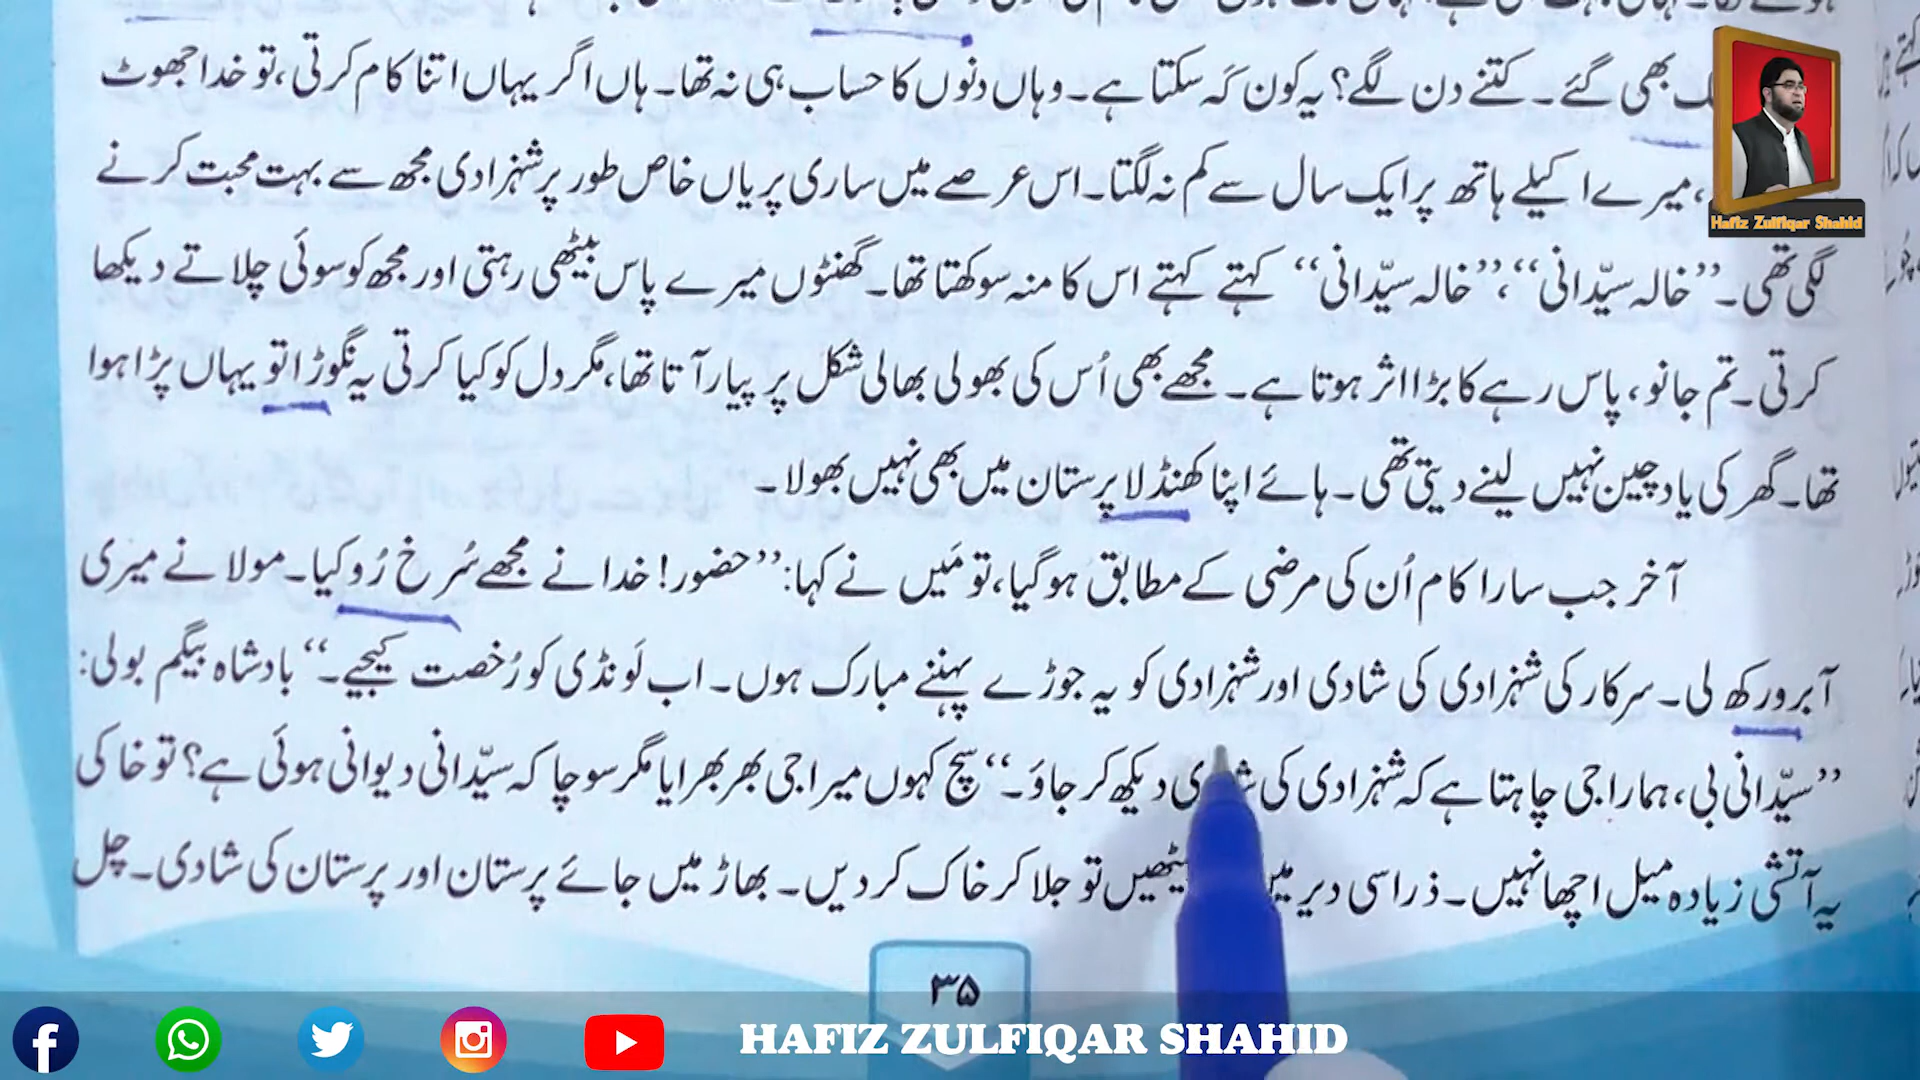 بھی گئے۔ کتنے دن لگے؟ یہ کون کَہ سکتا ہے۔ وہاں دنوں کا حساب ہی نہ تھا۔ ہاں اگر یہاں اتنا کام کرتی، تو خدا جھوٹ
، میرے اکیلے ہاتھ پر ایک سال سے کم نہ لگتا۔ اس عرصے میں ساری پریاں خاص طور پر شہزادی مجھ سے بہت محبت کرنے
لگی تھی۔ ”خالہ سیّدانی“، ”خالہ سیّدانی“ کہتے کہتے اس کا منہ سوکھتا تھا۔ گھنٹوں میرے پاس بیٹھی رہتی اور مجھ کو سوئی چلاتے دیکھا
کرتی۔ تم جانو، پاس رہے کا بڑا اثر ہوتا ہے۔ مجھے بھی اُس کی بھولی بھالی شکل پر پیار آتا تھا، مگر دل کو کیا کرتی یہ نگوڑا تو یہاں پڑا ہوا
تھا۔ گھر کی یاد چین نہیں لینے دیتی تھی۔ ہائے اپنا کھنڈلا پرستان میں بھی نہیں بھولا۔
آخر جب سارا کام اُن کی مرضی کے مطابق ہو گیا، تو مَیں نے کہا: ”حضور! خدا نے مجھے سُرخ رُو کیا۔ مولا نے میری
آبرو رکھ لی۔ سرکار کی شہزادی کی شادی اور شہزادی کو یہ جوڑے پہننے مبارک ہوں۔ اب لَونڈی کو رُخصت کیجیے۔“ بادشاہ بیگم بولی:
”سیّدانی بی، ہمارا جی چاہتا ہے کہ شہزادی کی شادی دیکھ کر جاؤ۔“ سچ کہوں میرا جی بھربھرایا مگر سوچا کہ سیّدانی دیوانی ہوئی ہے؟ تو خاکی
یہ آتشی زیادہ میل اچھا نہیں۔ ذرا سی دیر میں تو جلا کر خاک کر دیں۔ بھاڑ میں جائے پرستان اور پرستان کی شادی۔ چل
۳۵
Hafiz Zulfiqar Shahid
HAFIZ ZULFIQAR SHAHID